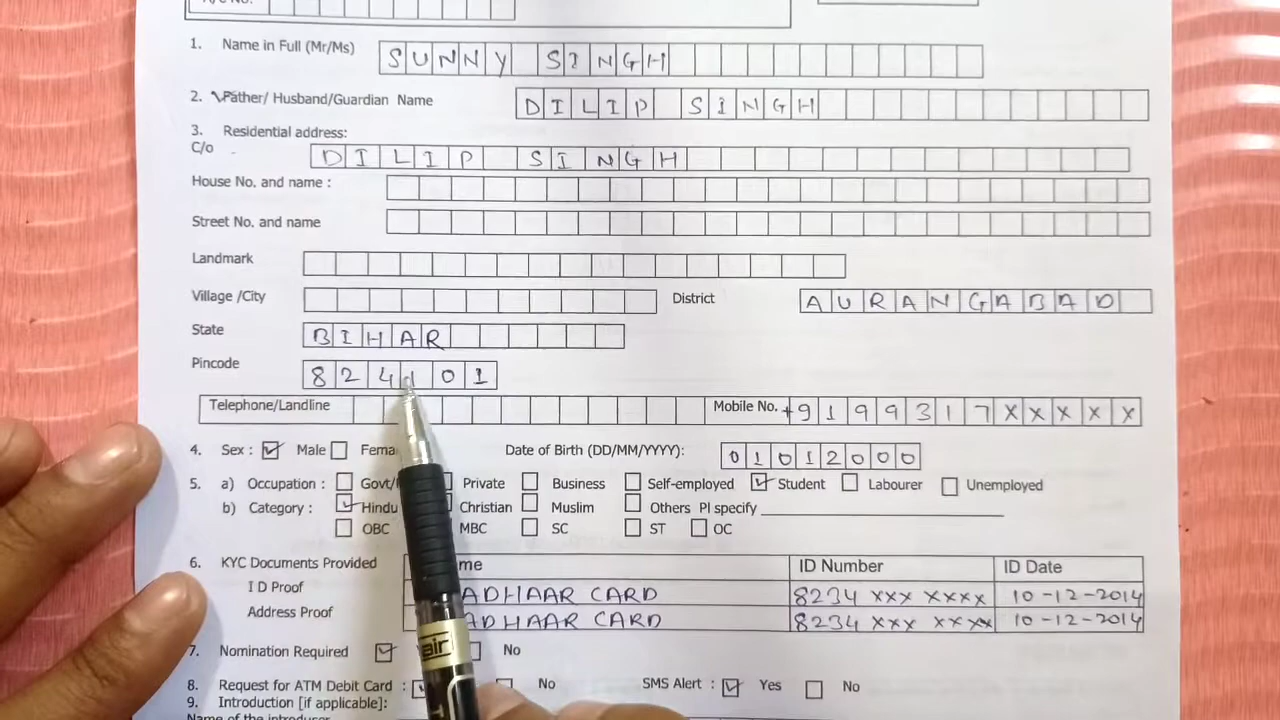 1. Name in Full (Mr/Ms) SUNNY SINGH
2. Father/ Husband/Guardian Name DILIP SINGH
3. Residential address:
C/o DILIP SINGH
House No. and name :
Street No. and name
Landmark
Village /City District AURANGABAD
State BIHAR
Pincode 824101
Telephone/Landline Mobile No. +9199317XXXXX
4. Sex : Male Date of Birth (DD/MM/YYYY): 01012000
5. a) Occupation : Private Business Self-employed Student Labourer Unemployed
b) Category : Hindu Christian Muslim Others Pl specify
OBC MBC SC ST OC
6. KYC Documents Provided ID Number ID Date
I D Proof ADHAAR CARD 8234 XXX XXXX 10-12-2014
Address Proof ADHAAR CARD 8234 XXX XXXX 10-12-2014
7. Nomination Required No
8. Request for ATM Debit Card : No SMS Alert : Yes No
9. Introduction [if applicable]:
Name of the introducer